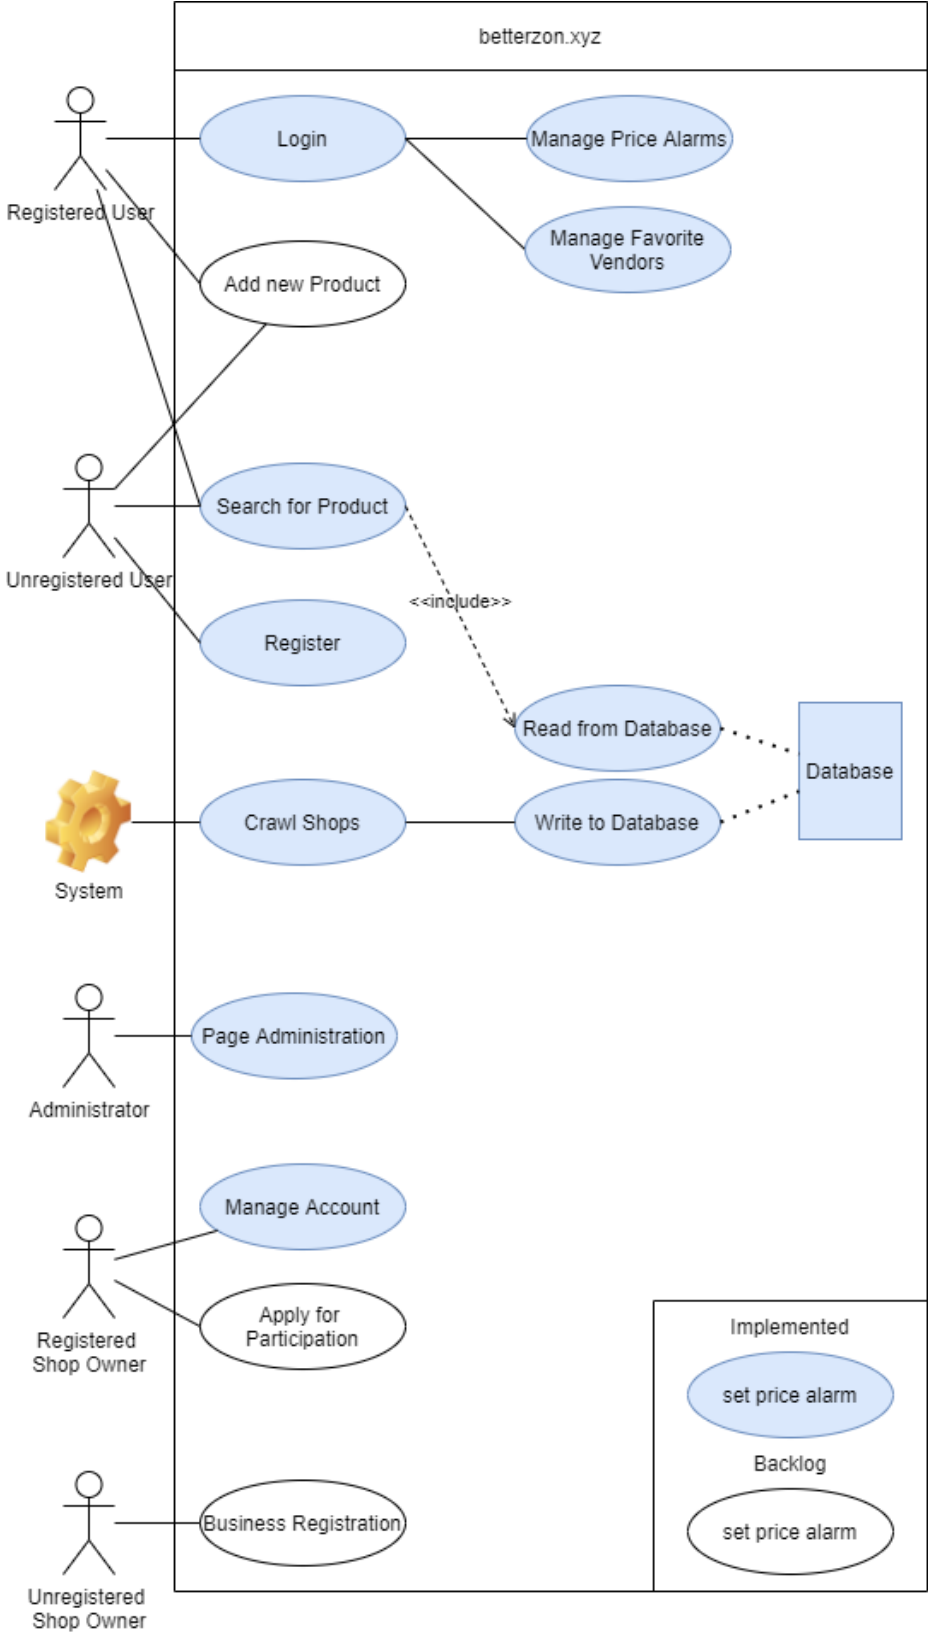 betterzon.xyz
Login
Manage Price Alarms
Registered User
Manage Favorite
Vendors
Add new Product
Search for Product
Unregistered User
<<include>>
Register
Read from Database
Database
Crawl Shops
Write to Database
System
Page Administration
Administrator
Manage Account
Registered
Shop Owner
Apply for
Participation
Implemented
set price alarm
Backlog
set price alarm
Business Registration
Unregistered
Shop Owner